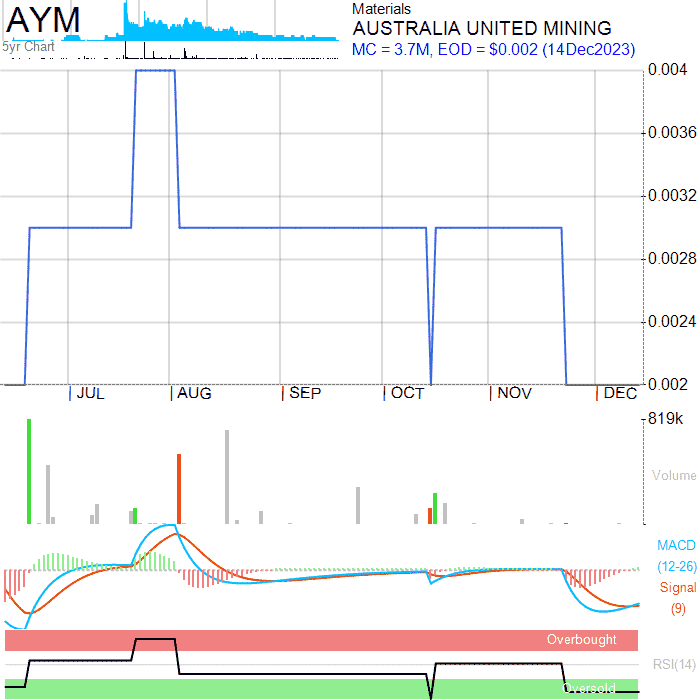 AYM
5yr Chart
Materials
AUSTRALIA UNITED MINING
MC = 3.7M, EOD = $0.002 (14Dec2023)
0.004
0.0036
0.0032
0.0028
0.0024
0.002
JUL AUG SEP OCT NOV DEC
819k
Volume
MACD
(12-26)
Signal
(9)
Overbought
RSI(14)
Oversold